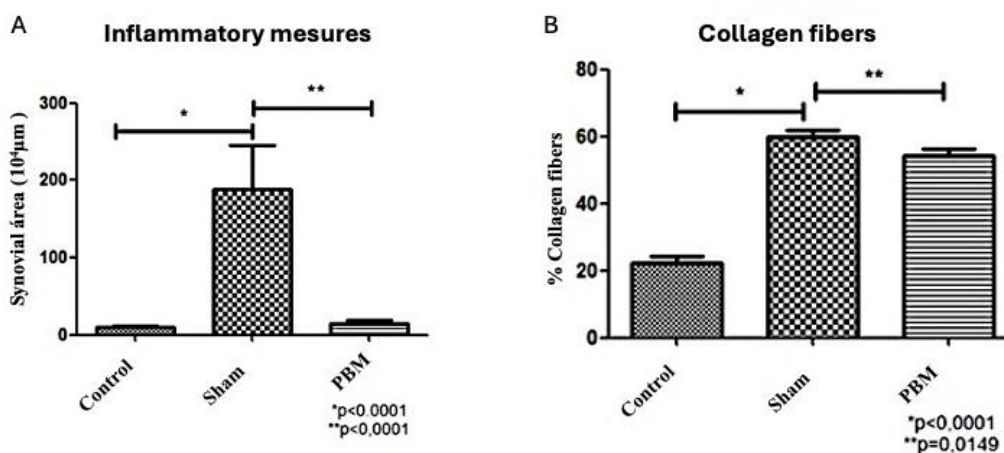 A
Inflammatory mesures
Synovial área (10⁴µm)
300
200
100
0
*
**
Control
Sham
PBM
*p<0.0001
**p<0,0001
B
Collagen fibers
% Collagen fibers
80
60
40
20
0
*
**
Control
Sham
PBM
*p<0,0001
**p=0,0149